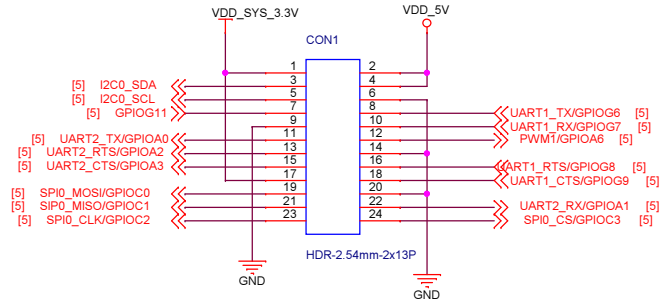 VDD_SYS_3.3V
VDD_5V
CON1
1 2
[5] I2C0_SDA 3 4
[5] I2C0_SCL 5 6
[5] GPIOG11 7 8 UART1_TX/GPIOG6 [5]
9 10 UART1_RX/GPIOG7 [5]
[5] UART2_TX/GPIOA0 11 12 PWM1/GPIOA6 [5]
[5] UART2_RTS/GPIOA2 13 14
[5] UART2_CTS/GPIOA3 15 16 UART1_RTS/GPIOG8 [5]
17 18 UART1_CTS/GPIOG9 [5]
[5] SPI0_MOSI/GPIOC0 19 20
[5] SIP0_MISO/GPIOC1 21 22 UART2_RX/GPIOA1 [5]
[5] SPI0_CLK/GPIOC2 23 24 SPI0_CS/GPIOC3 [5]
HDR-2.54mm-2x13P
GND
GND